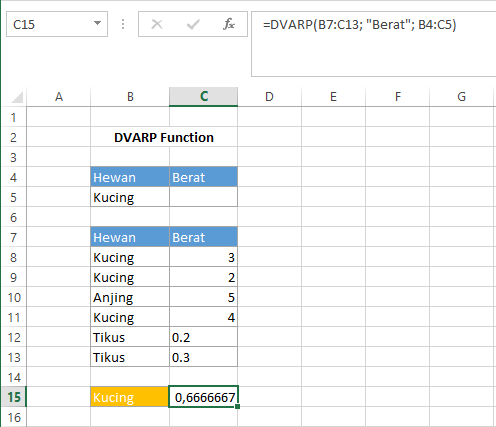 C15 fx =DVARP(B7:C13; "Berat"; B4:C5)
A B C D E F G
1
2 DVARP Function
3
4 Hewan Berat
5 Kucing
6
7 Hewan Berat
8 Kucing 3
9 Kucing 2
10 Anjing 5
11 Kucing 4
12 Tikus 0.2
13 Tikus 0.3
14
15 Kucing 0,6666667
16